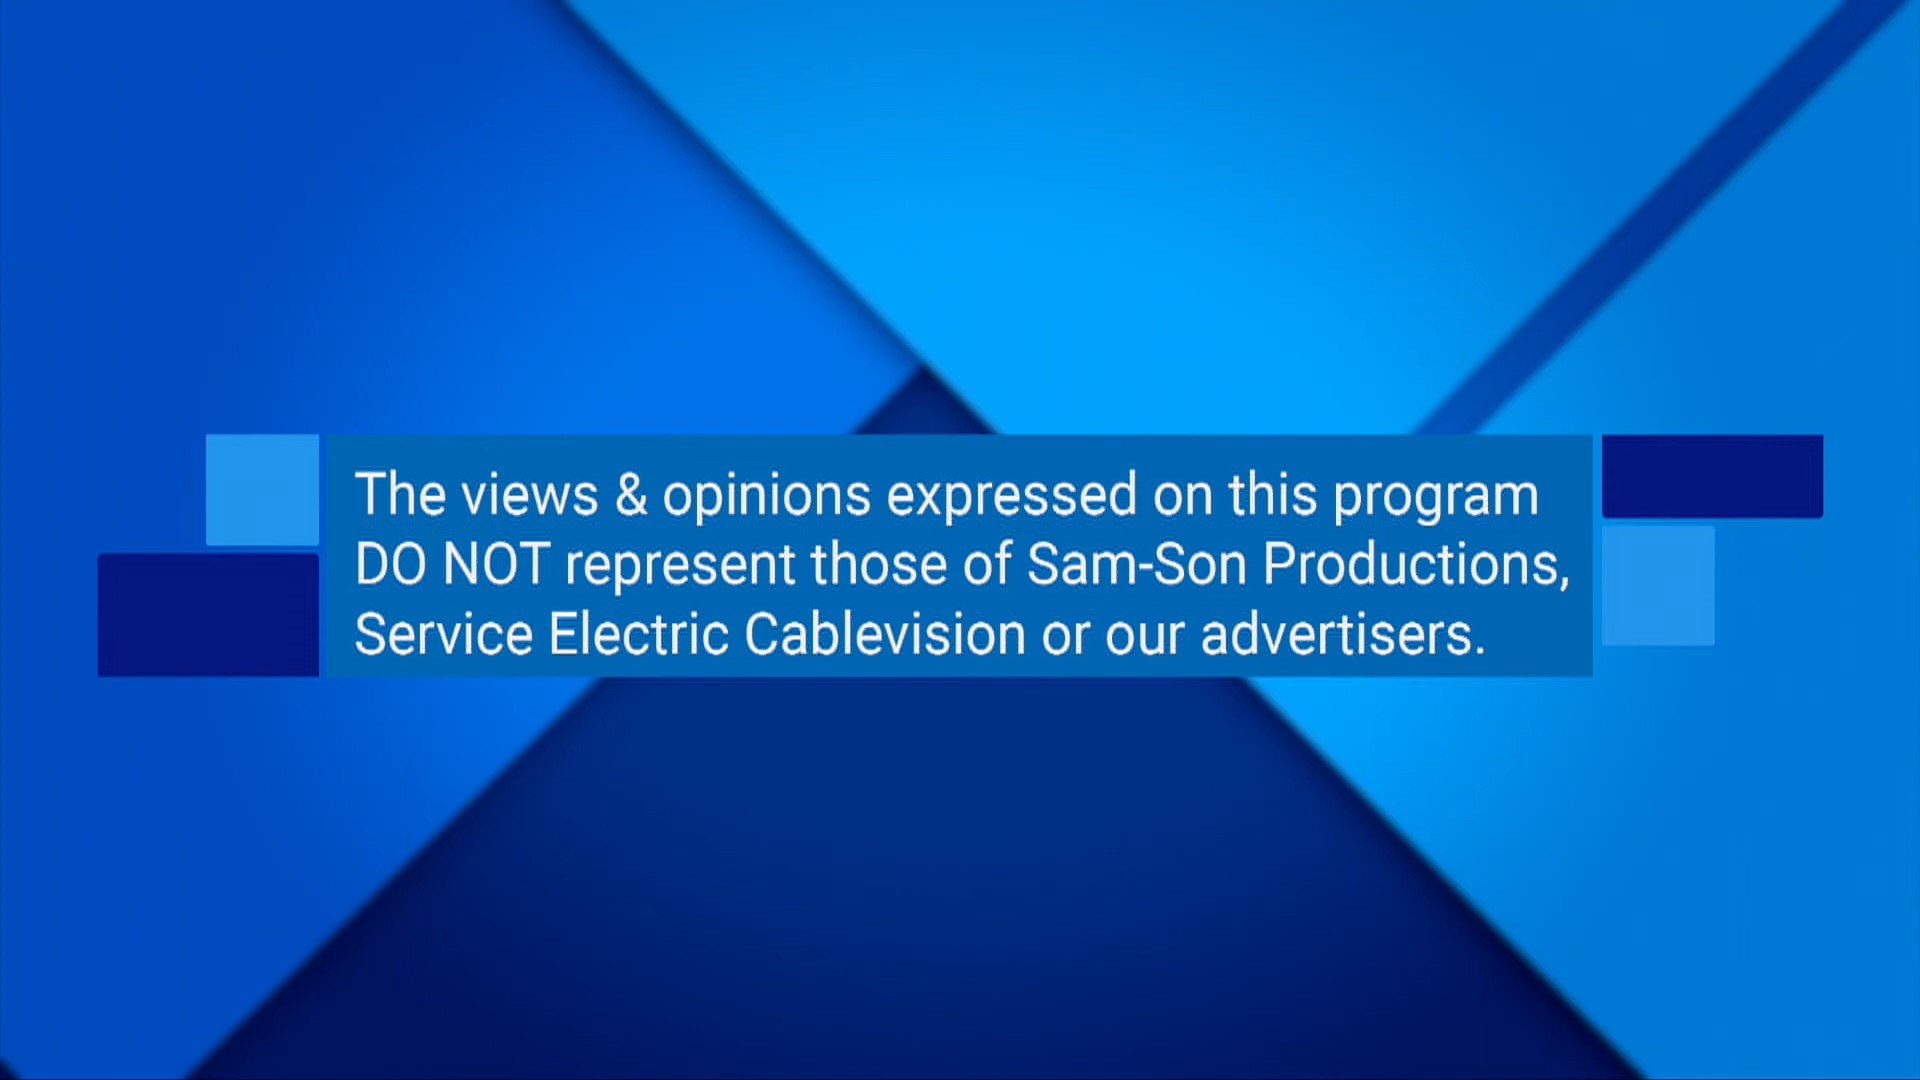 The views & opinions expressed on this program
DO NOT represent those of Sam-Son Productions,
Service Electric Cablevision or our advertisers.